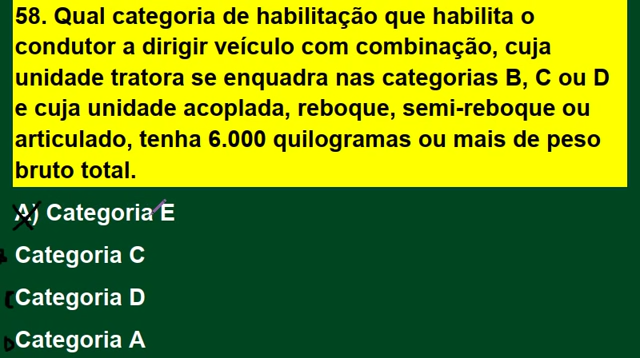 58. Qual categoria de habilitação que habilita o
condutor a dirigir veículo com combinação, cuja
unidade tratora se enquadra nas categorias B, C ou D
e cuja unidade acoplada, reboque, semi-reboque ou
articulado, tenha 6.000 quilogramas ou mais de peso
bruto total.
A) Categoria E
Categoria C
Categoria D
Categoria A